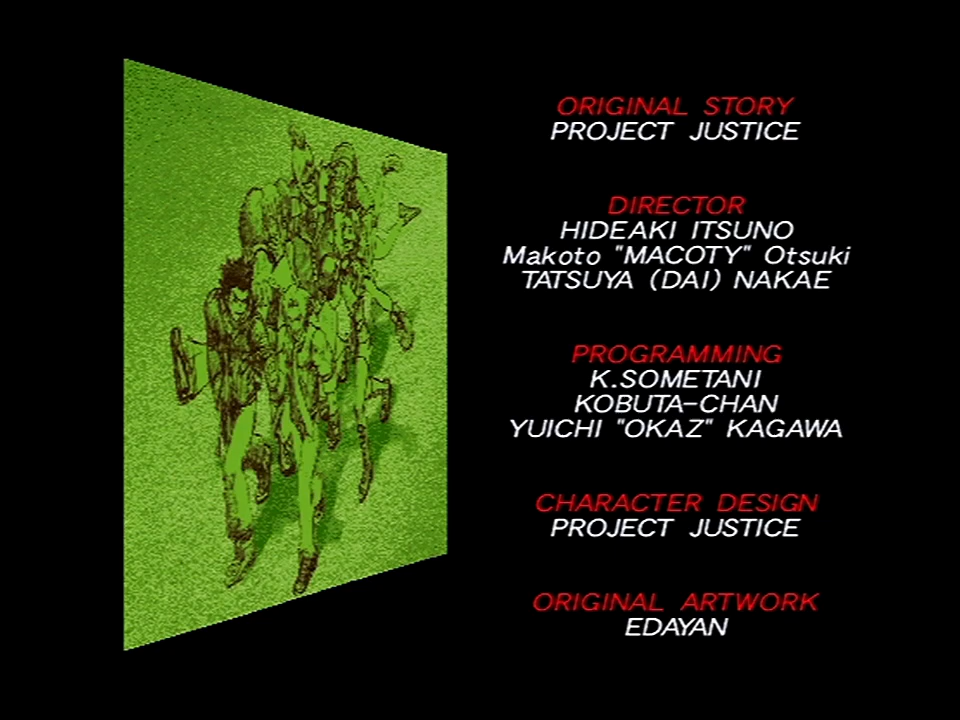 ORIGINAL STORY
PROJECT JUSTICE
DIRECTOR
HIDEAKI ITSUNO
Makoto "MACOTY" Otsuki
TATSUYA (DAI) NAKAE
PROGRAMMING
K.SOMETANI
KOBUTA-CHAN
YUICHI "OKAZ" KAGAWA
CHARACTER DESIGN
PROJECT JUSTICE
ORIGINAL ARTWORK
EDAYAN